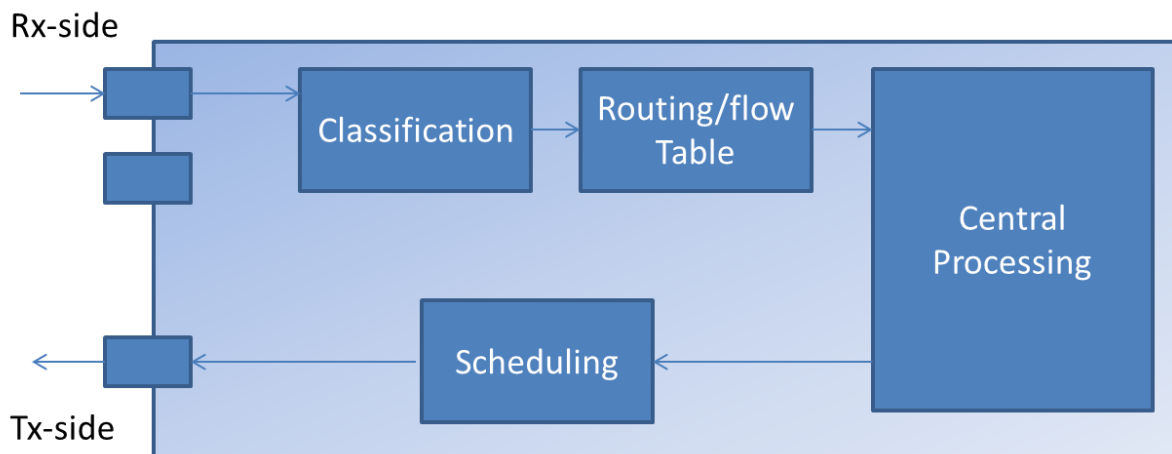 Rx-side
Classification
Routing/flow
Table
Central
Processing
Scheduling
Tx-side